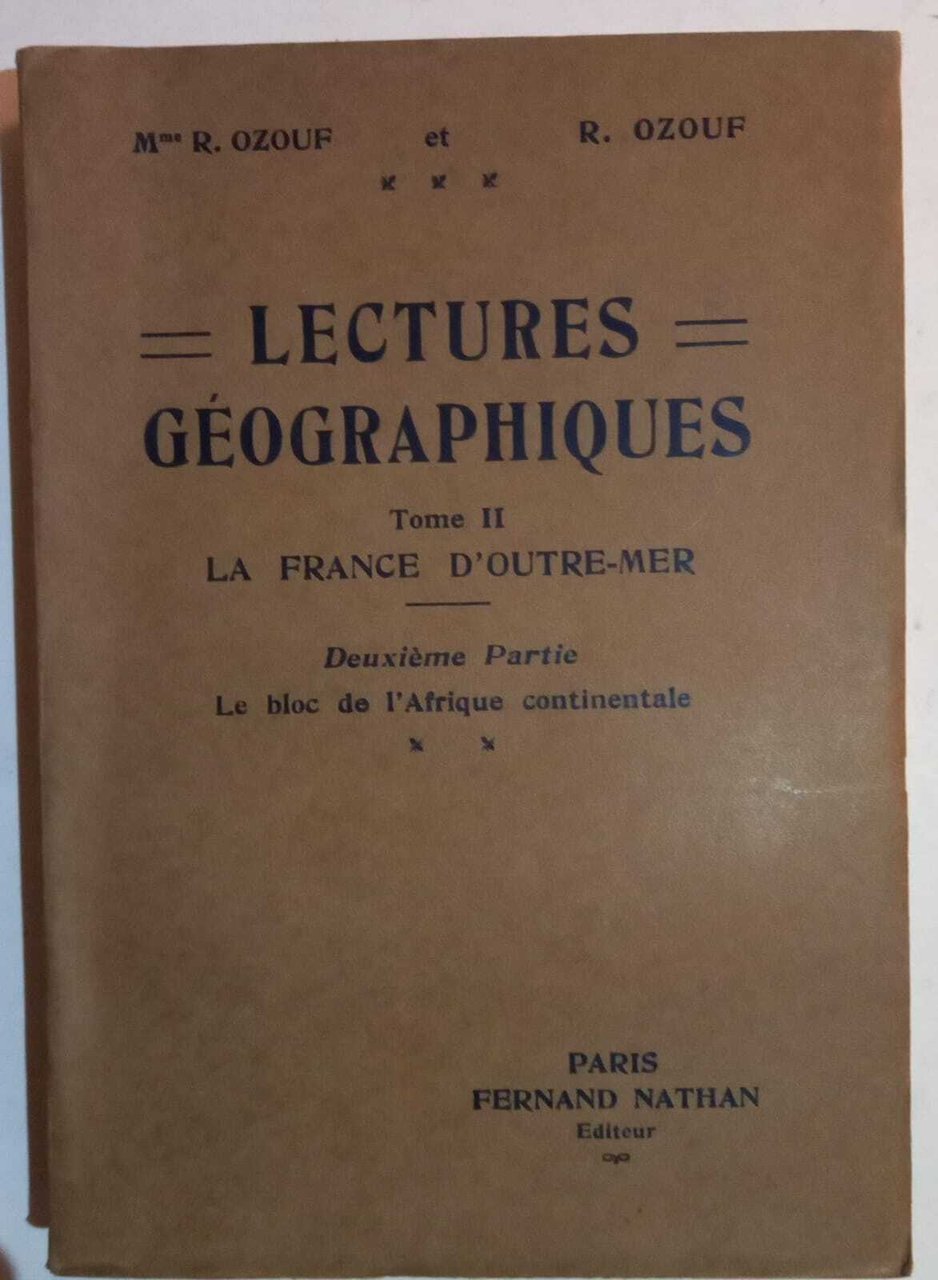 Mme R. OZOUF et R. OZOUF
LECTURES
GÉOGRAPHIQUES
Tome II
LA FRANCE D'OUTRE-MER
Deuxième Partie
Le bloc de l'Afrique continentale
PARIS
FERNAND NATHAN
Editeur